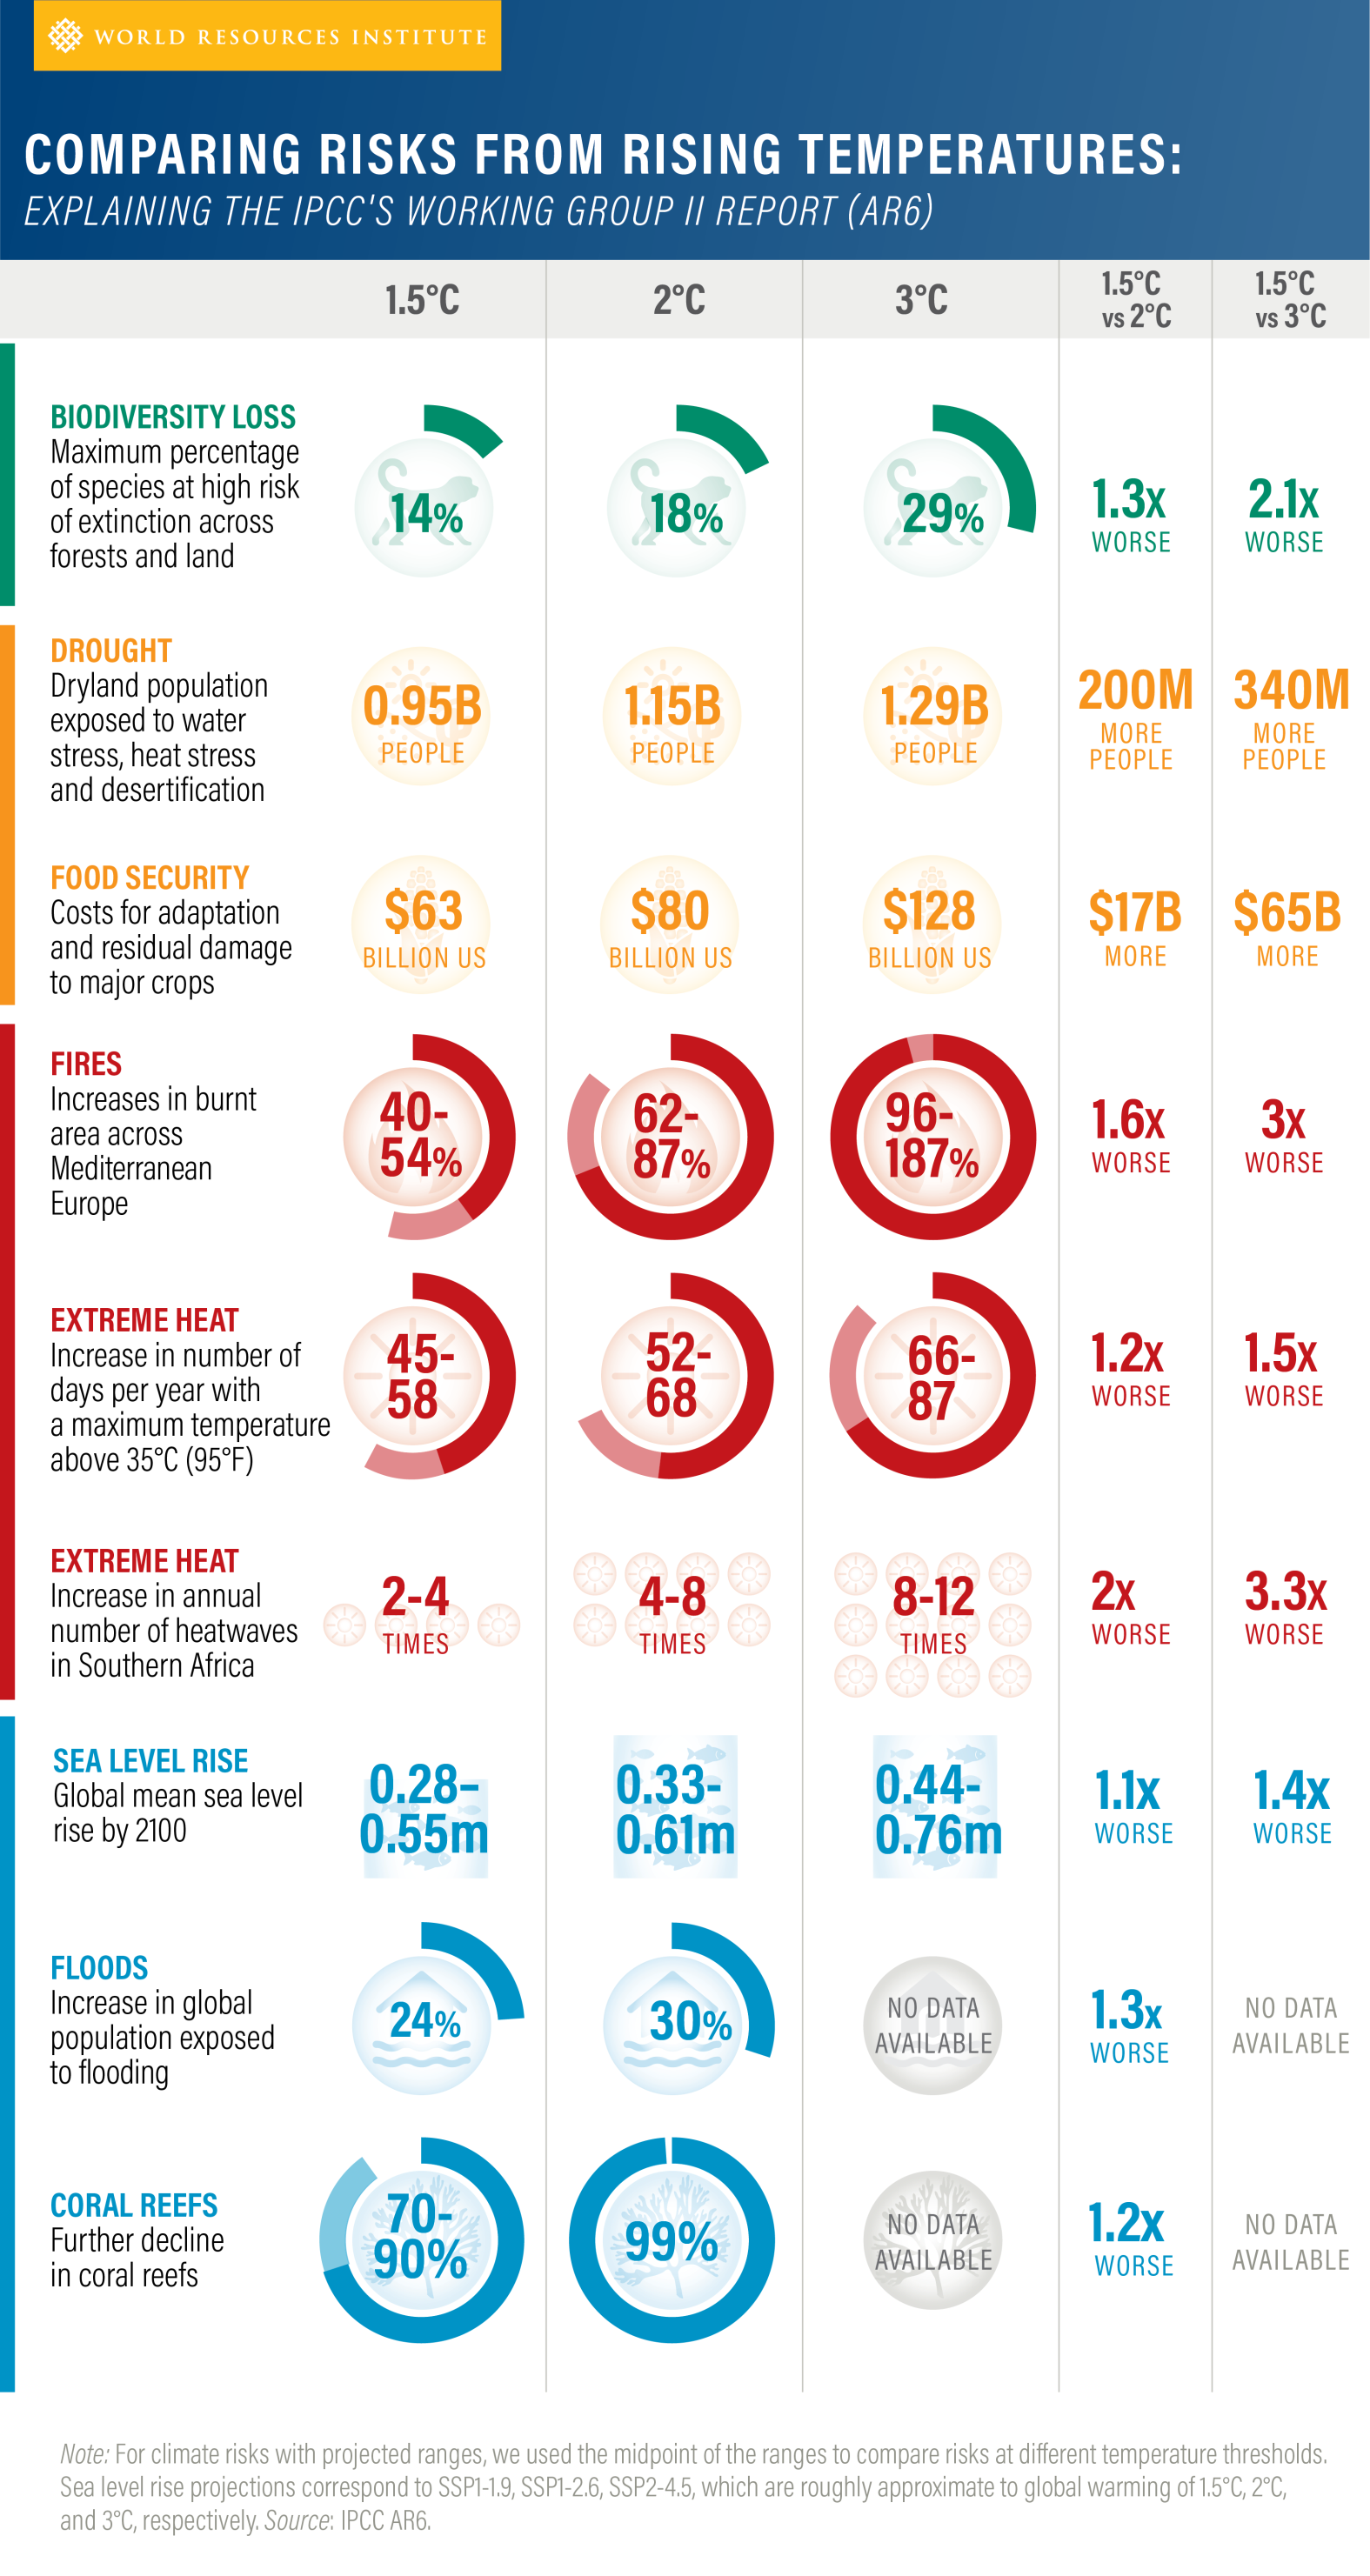 WORLD RESOURCES INSTITUTE
COMPARING RISKS FROM RISING TEMPERATURES:
EXPLAINING THE IPCC'S WORKING GROUP II REPORT (AR6)
1.5°C
2°C
3°C
1.5°C
vs 2°C
1.5°C
vs 3°C
BIODIVERSITY LOSS
Maximum percentage
of species at high risk
of extinction across
forests and land
14%
18%
29%
1.3x
WORSE
2.1x
WORSE
DROUGHT
Dryland population
exposed to water
stress, heat stress
and desertification
0.95B
PEOPLE
1.15B
PEOPLE
1.29B
PEOPLE
200M
MORE
PEOPLE
340M
MORE
PEOPLE
FOOD SECURITY
Costs for adaptation
and residual damage
to major crops
$63
BILLION US
$80
BILLION US
$128
BILLION US
$17B
MORE
$65B
MORE
FIRES
Increases in burnt
area across
Mediterranean
Europe
40-
54%
62-
87%
96-
187%
1.6x
WORSE
3x
WORSE
EXTREME HEAT
Increase in number of
days per year with
a maximum temperature
above 35°C (95°F)
45-
58
52-
68
66-
87
1.2x
WORSE
1.5x
WORSE
EXTREME HEAT
Increase in annual
number of heatwaves
in Southern Africa
2-4
TIMES
4-8
TIMES
8-12
TIMES
2x
WORSE
3.3x
WORSE
SEA LEVEL RISE
Global mean sea level
rise by 2100
0.28–
0.55m
0.33-
0.61m
0.44-
0.76m
1.1x
WORSE
1.4x
WORSE
FLOODS
Increase in global
population exposed
to flooding
24%
30%
NO DATA
AVAILABLE
1.3x
WORSE
NO DATA
AVAILABLE
CORAL REEFS
Further decline
in coral reefs
70-
90%
99%
NO DATA
AVAILABLE
1.2x
WORSE
NO DATA
AVAILABLE
Note: For climate risks with projected ranges, we used the midpoint of the ranges to compare risks at different temperature thresholds.
Sea level rise projections correspond to SSP1-1.9, SSP1-2.6, SSP2-4.5, which are roughly approximate to global warming of 1.5°C, 2°C,
and 3°C, respectively. Source: IPCC AR6.